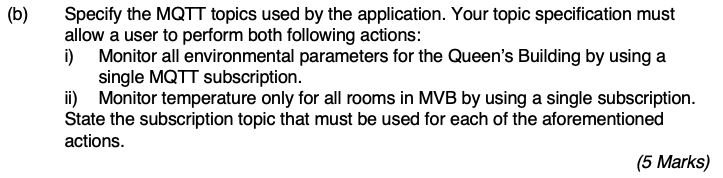 (b) Specify the MQTT topics used by the application. Your topic specification must
allow a user to perform both following actions:
i) Monitor all environmental parameters for the Queen's Building by using a
single MQTT subscription.
ii) Monitor temperature only for all rooms in MVB by using a single subscription.
State the subscription topic that must be used for each of the aforementioned
actions.
(5 Marks)